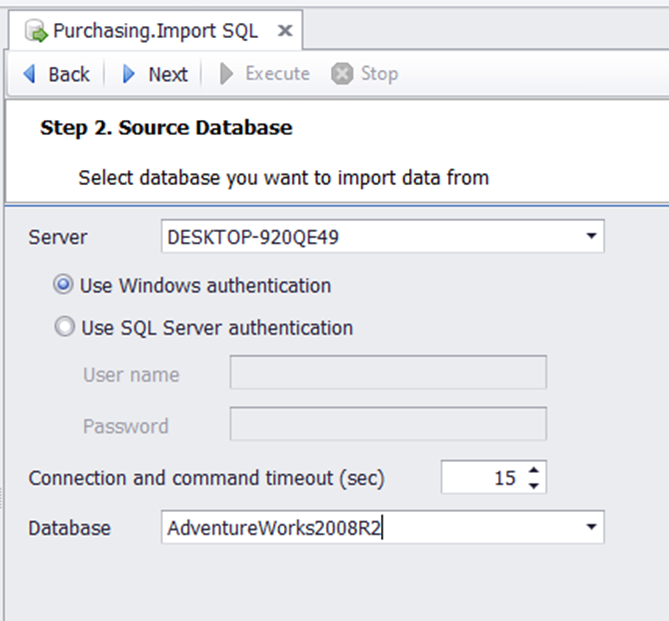 Purchasing.Import SQL
Back Next Execute Stop
Step 2. Source Database
Select database you want to import data from
Server DESKTOP-920QE49
Use Windows authentication
Use SQL Server authentication
User name
Password
Connection and command timeout (sec) 15
Database AdventureWorks2008R2